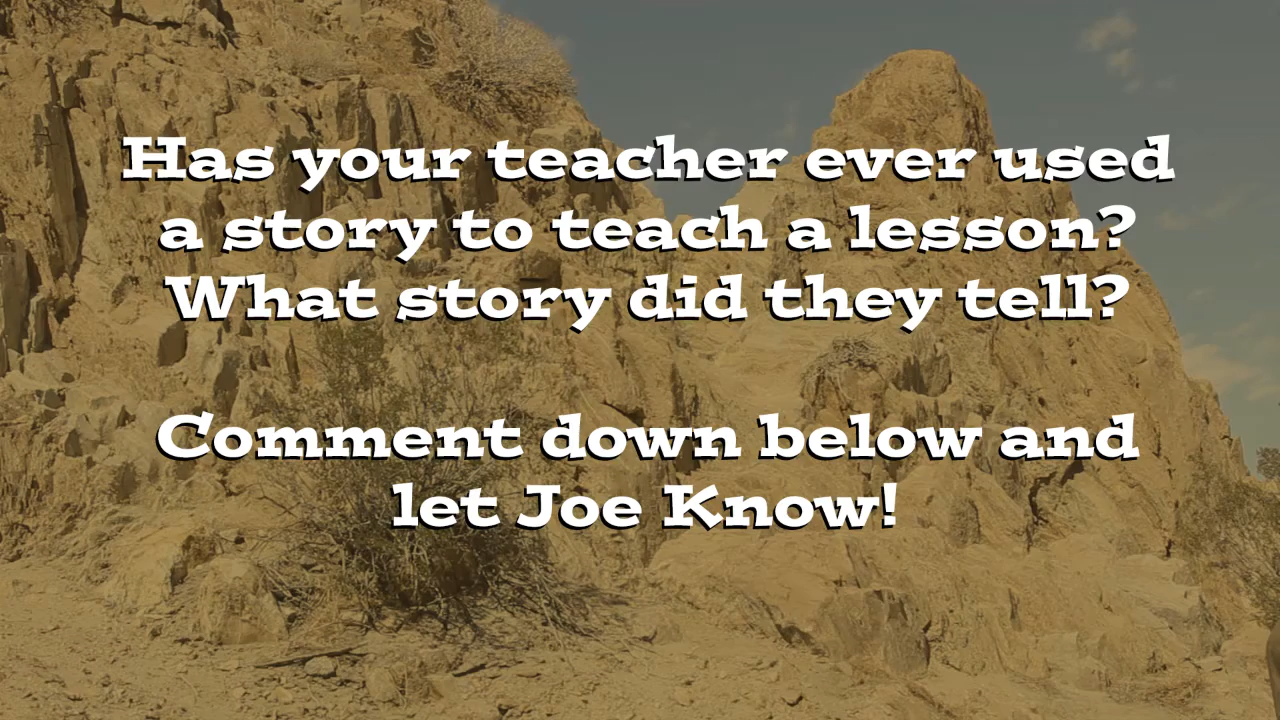 Has your teacher ever used
a story to teach a lesson?
What story did they tell?
Comment down below and
let Joe Know!